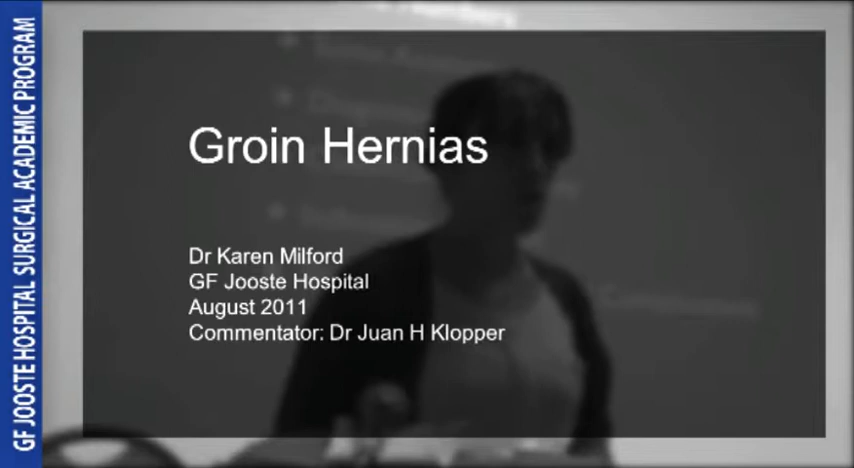 GF JOOSTE HOSPITAL SURGICAL ACADEMIC PROGRAM
Groin Hernias
Dr Karen Milford
GF Jooste Hospital
August 2011
Commentator: Dr Juan H Klopper